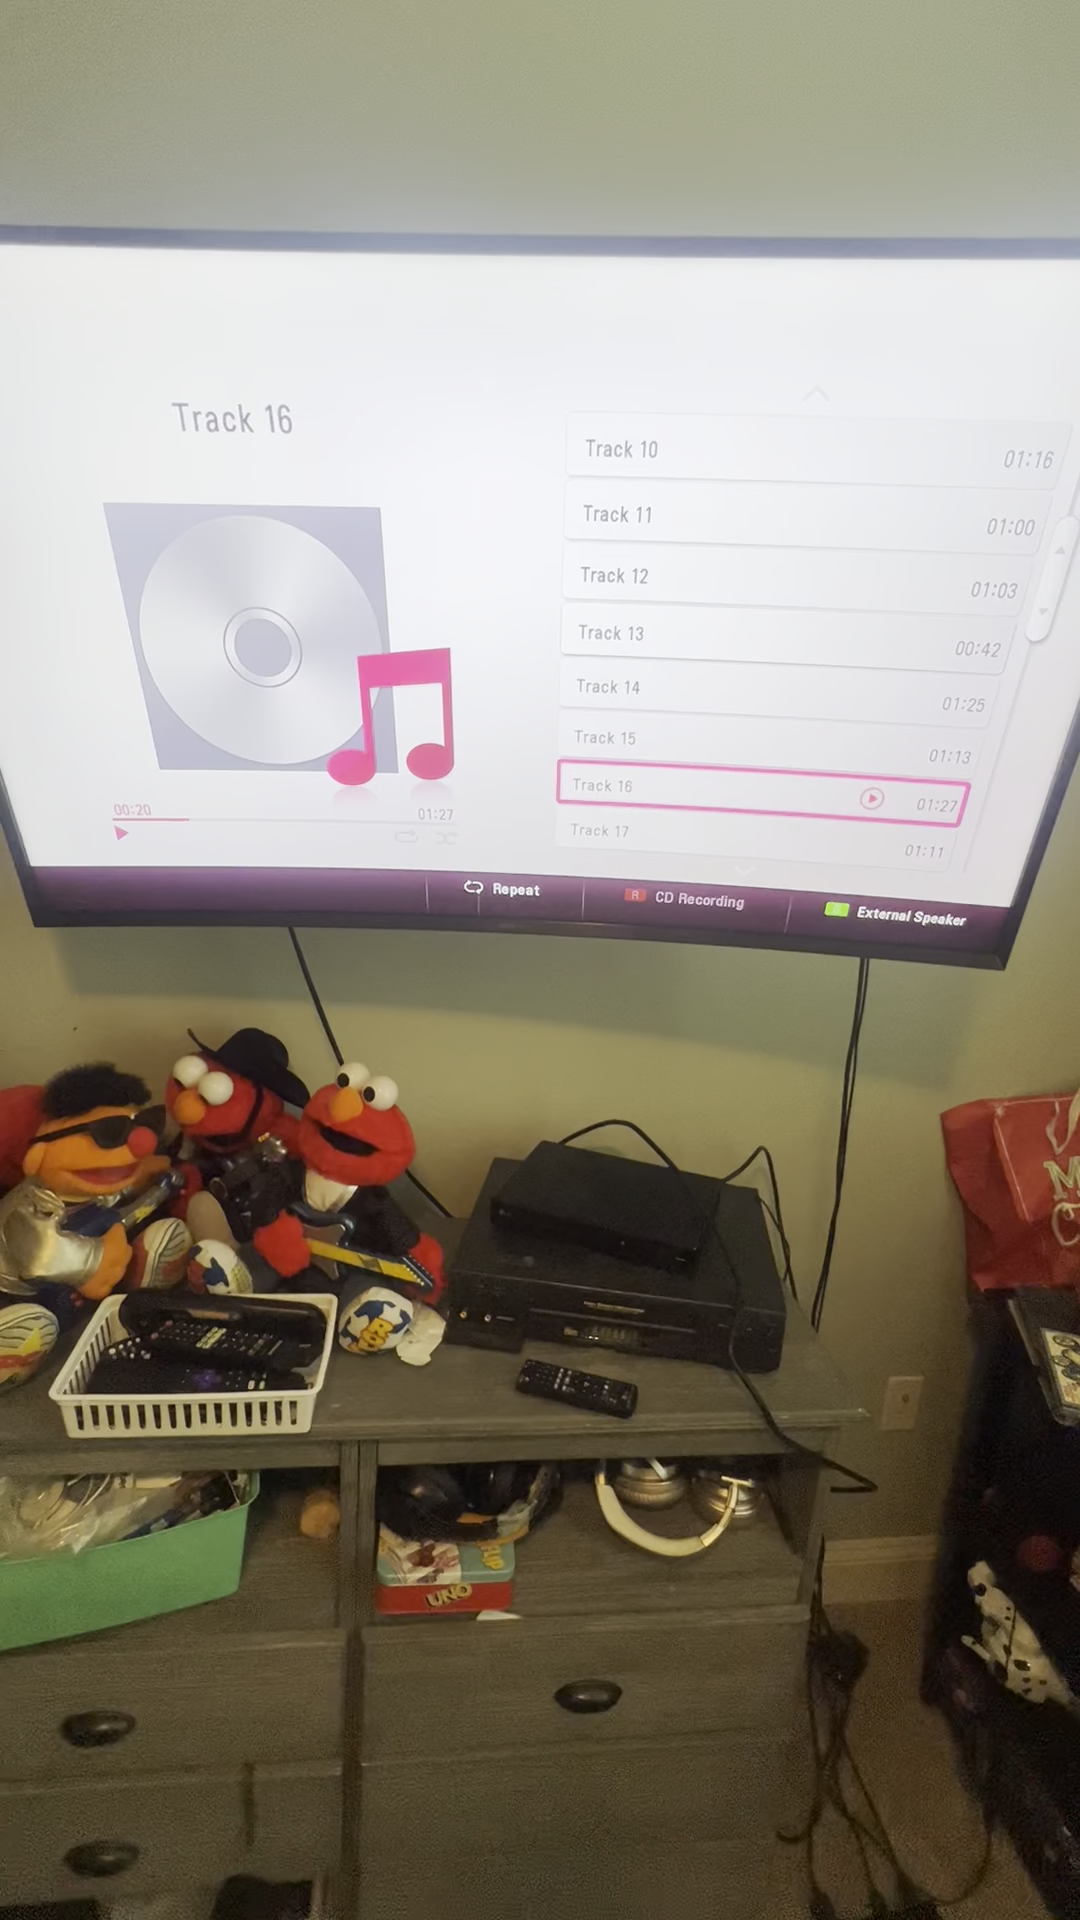 Track 16
Track 10 01:16
Track 11 01:00
Track 12 01:03
Track 13 00:42
Track 14 01:25
Track 15 01:13
Track 16 01:27
Track 17 01:11
00:20 01:27
Repeat
R CD Recording
External Speaker
UNO